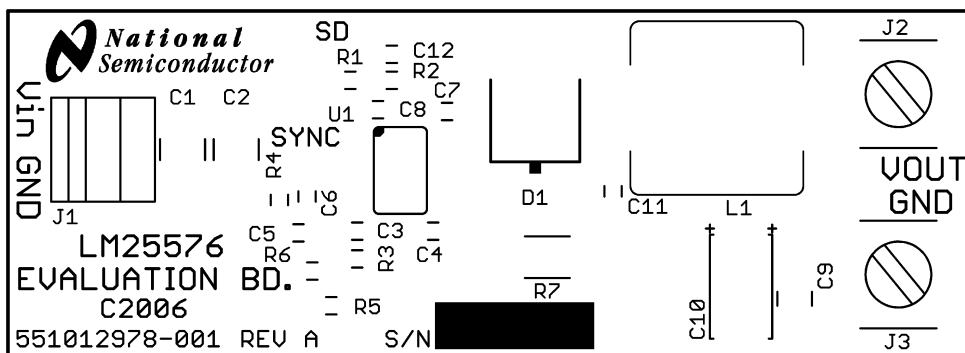 National
Semiconductor
SD
R1
C12
R2
C7
J2
Vin GND
C1
C2
U1
C8
SYNC
R4
J1
C6
D1
C11
L1
VOUT
GND
LM25576
C5
C3
C4
R6
R3
EVALUATION BD.
R7
C9
C10
C2006
R5
551012978-001 REV A
S/N
J3